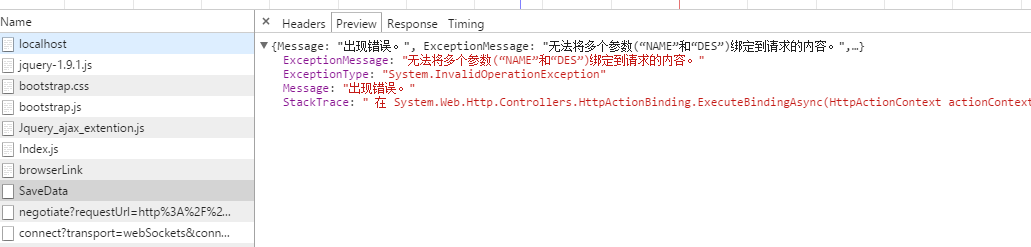 Name
× Headers Preview Response Timing
localhost
jquery-1.9.1.js
bootstrap.css
bootstrap.js
Jquery_ajax_extention.js
Index.js
browserLink
SaveData
negotiate?requestUrl=http%3A%2F%2...
connect?transport=webSockets&conn...
▼{Message: "出现错误。", ExceptionMessage: "无法将多个参数(“NAME”和“DES”)绑定到请求的内容。",…}
ExceptionMessage: "无法将多个参数(“NAME”和“DES”)绑定到请求的内容。"
ExceptionType: "System.InvalidOperationException"
Message: "出现错误。"
StackTrace: " 在 System.Web.Http.Controllers.HttpActionBinding.ExecuteBindingAsync(HttpActionContext actionContext